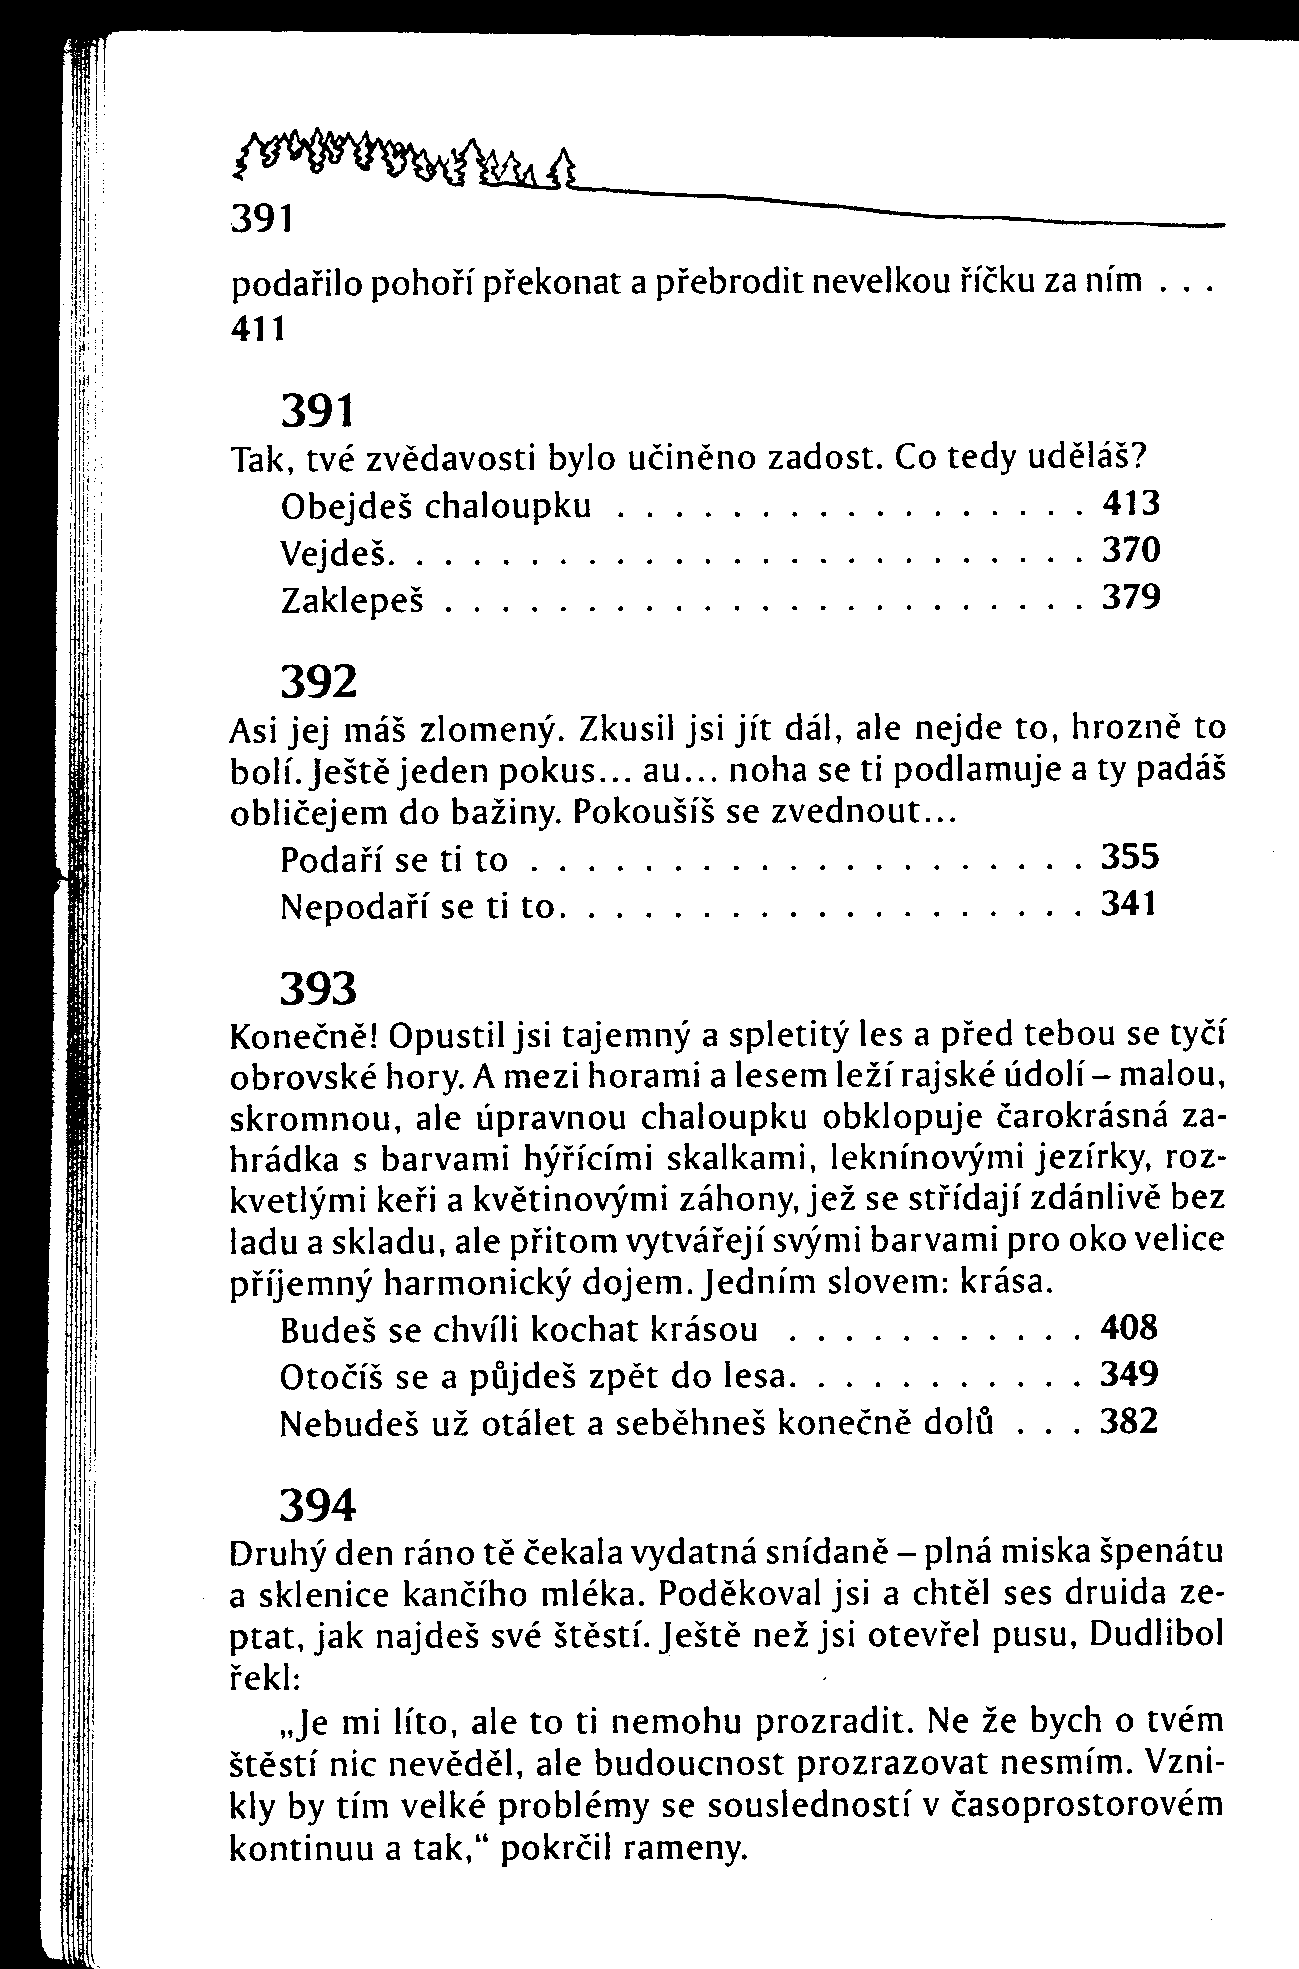 391
podařilo pohoří překonat a přebrodit nevelkou říčku za ním . . .
411
391
Tak, tvé zvědavosti bylo učiněno zadost. Co tedy uděláš?
Obejdeš chaloupku . . . . . . . . . . . . . . . . . 413
Vejdeš. . . . . . . . . . . . . . . . . . . . . . . . . 370
Zaklepeš . . . . . . . . . . . . . . . . . . . . . . . 379
392
Asi jej máš zlomený. Zkusil jsi jít dál, ale nejde to, hrozně to
bolí. Ještě jeden pokus... au... noha se ti podlamuje a ty padáš
obličejem do bažiny. Pokoušíš se zvednout...
Podaří se ti to . . . . . . . . . . . . . . . . . . . . 355
Nepodaří se ti to. . . . . . . . . . . . . . . . . . . 341
393
Konečně! Opustil jsi tajemný a spletitý les a před tebou se tyčí
obrovské hory. A mezi horami a lesem leží rajské údolí – malou,
skromnou, ale úpravnou chaloupku obklopuje čarokrásná za-
hrádka s barvami hýřícími skalkami, leknínovými jezírky, roz-
kvetlými keři a květinovými záhony, jež se střídají zdánlivě bez
ladu a skladu, ale přitom vytvářejí svými barvami pro oko velice
příjemný harmonický dojem. Jedním slovem: krása.
Budeš se chvíli kochat krásou . . . . . . . . . . . 408
Otočíš se a půjdeš zpět do lesa. . . . . . . . . . . 349
Nebudeš už otálet a seběhneš konečně dolů . . . 382
394
Druhý den ráno tě čekala vydatná snídaně – plná miska špenátu
a sklenice kančího mléka. Poděkoval jsi a chtěl ses druida ze-
ptat, jak najdeš své štěstí. Ještě než jsi otevřel pusu, Dudlibol
řekl:
„Je mi líto, ale to ti nemohu prozradit. Ne že bych o tvém
štěstí nic nevěděl, ale budoucnost prozrazovat nesmím. Vzni-
kly by tím velké problémy se sousledností v časoprostorovém
kontinuu a tak,“ pokrčil rameny.